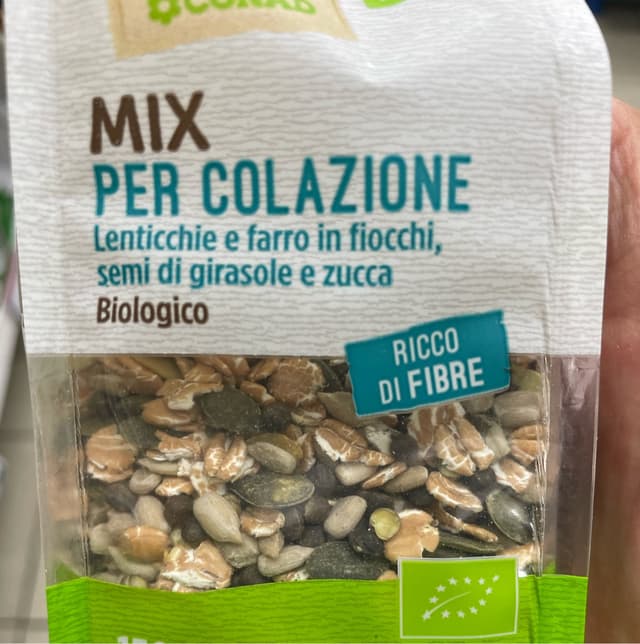 MIX
PER COLAZIONE
Lenticchie e farro in fiocchi,
semi di girasole e zucca
Biologico
RICCO
DI FIBRE